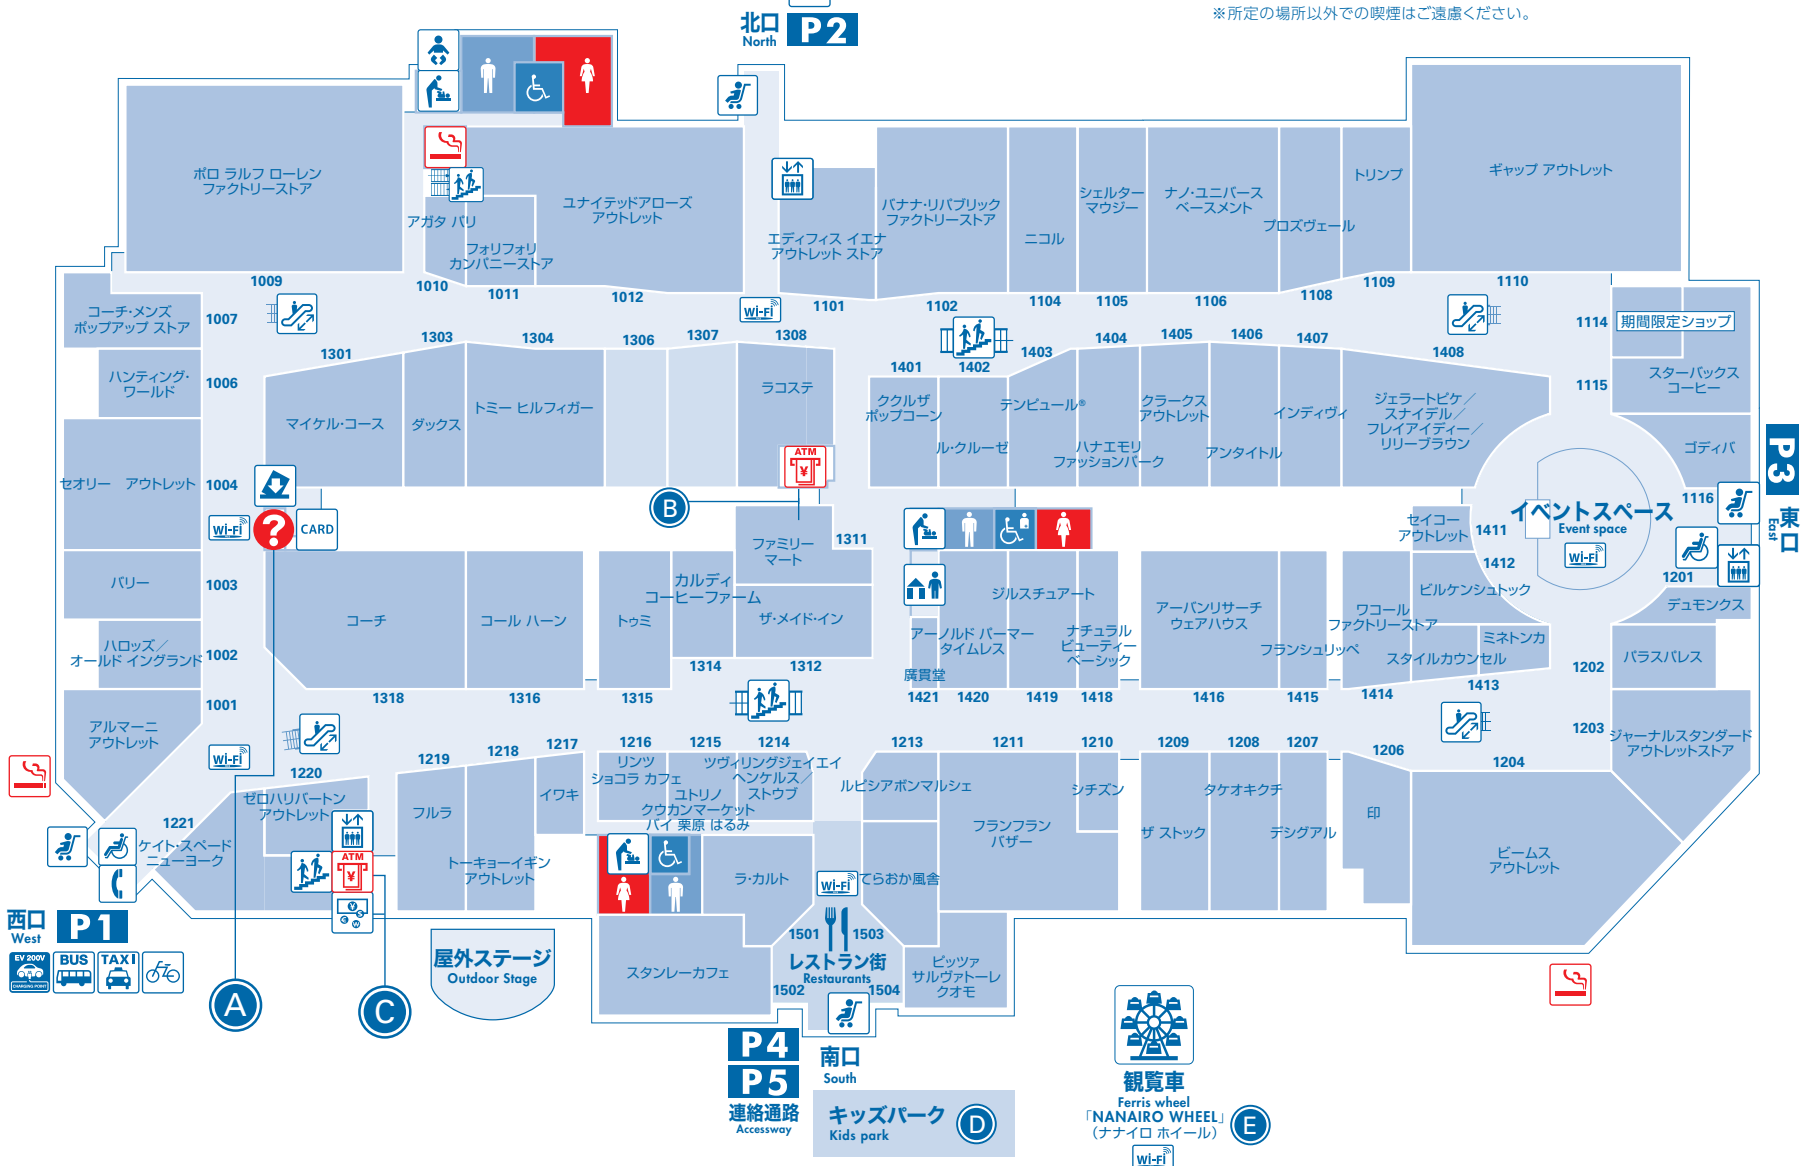 ※所定の場所以外での喫煙はご遠慮ください。
北口
North
P2
ポロ ラルフ ローレン
ファクトリーストア
アガタ パリ
フォリフォリ
カンパニーストア
ユナイテッドアローズ
アウトレット
エディフィス イエナ
アウトレット ストア
バナナ・リパブリック
ファクトリーストア
ニコル
シェルター
マウジー
ナノ・ユニバース
ベースメント
プロズヴェール
トリンプ
ギャップ アウトレット
1009
1010
1011
1012
1101
1102
1104
1105
1106
1108
1109
1110
コーチ・メンズ
ポップアップ ストア
1007
Wi-Fi
1114
期間限定ショップ
1301
1303
1304
1306
1307
1308
1401
1402
1403
1404
1405
1406
1407
1408
ハンティング・
ワールド
1006
1115
スターバックス
コーヒー
マイケル・コース
ダックス
トミー ヒルフィガー
ラコステ
ククルザ
ポップコーン
ル・クルーゼ
テンピュール®
ハナエモリ
ファッションパーク
クラークス
アウトレット
アンタイトル
インディヴィ
ジェラートピケ/
スナイデル/
フレイアイディー/
リリーブラウン
ゴディバ
P3
東口
East
セオリー アウトレット
1004
ATM
¥
B
Wi-Fi
?
CARD
1116
イベントスペース
Event space
Wi-Fi
セイコー
アウトレット
1411
1412
ファミリー
マート
1311
1201
バリー
1003
コーチ
コール ハーン
トゥミ
カルディ
コーヒーファーム
ザ・メイド・イン
ジルスチュアート
アーノルド パーマー
タイムレス
ナチュラル
ビューティー
ベーシック
アーバンリサーチ
ウェアハウス
フランシュリッペ
ワコール
ファクトリーストア
ビルケンシュトック
スタイルカウンセル
ミネトンカ
デュモンクス
ハロッズ/
オールド イングランド
1002
廣貫堂
1202
パラスパレス
1001
1318
1316
1315
1314
1312
1421
1420
1419
1418
1416
1415
1414
1413
アルマーニ
アウトレット
Wi-Fi
1203
ジャーナルスタンダード
アウトレットストア
1220
1219
1218
1217
1216
1215
1214
1213
1211
1210
1209
1208
1207
1206
1204
1221
ケイト・スペード
ニューヨーク
ゼロハリバートン
アウトレット
フルラ
トーキョーイギン
アウトレット
イワキ
リンツ
ショコラ カフェ
ユトリノ
クウカンマーケット
バイ 栗原 はるみ
ツヴィリングジェイエイ
ヘンケルス/
ストウブ
ルピシアボンマルシェ
フランフラン
バザー
シチズン
ザ ストック
タケオキクチ
デシグアル
印
ビームス
アウトレット
ATM
¥
¥
$
€
W
ラ・カルト
Wi-Fi
てらおか風舎
西口
West
P1
EV 200V
CHARGING POINT
BUS
TAXI
A
C
屋外ステージ
Outdoor Stage
スタンレーカフェ
1501
1503
レストラン街
Restaurants
1502
1504
ピッツァ
サルヴァトーレ
クオモ
P4
P5
連絡通路
Accessway
南口
South
キッズパーク
Kids park
D
観覧車
Ferris wheel
「NANAIRO WHEEL」
(ナナイロ ホイール)
E
Wi-Fi